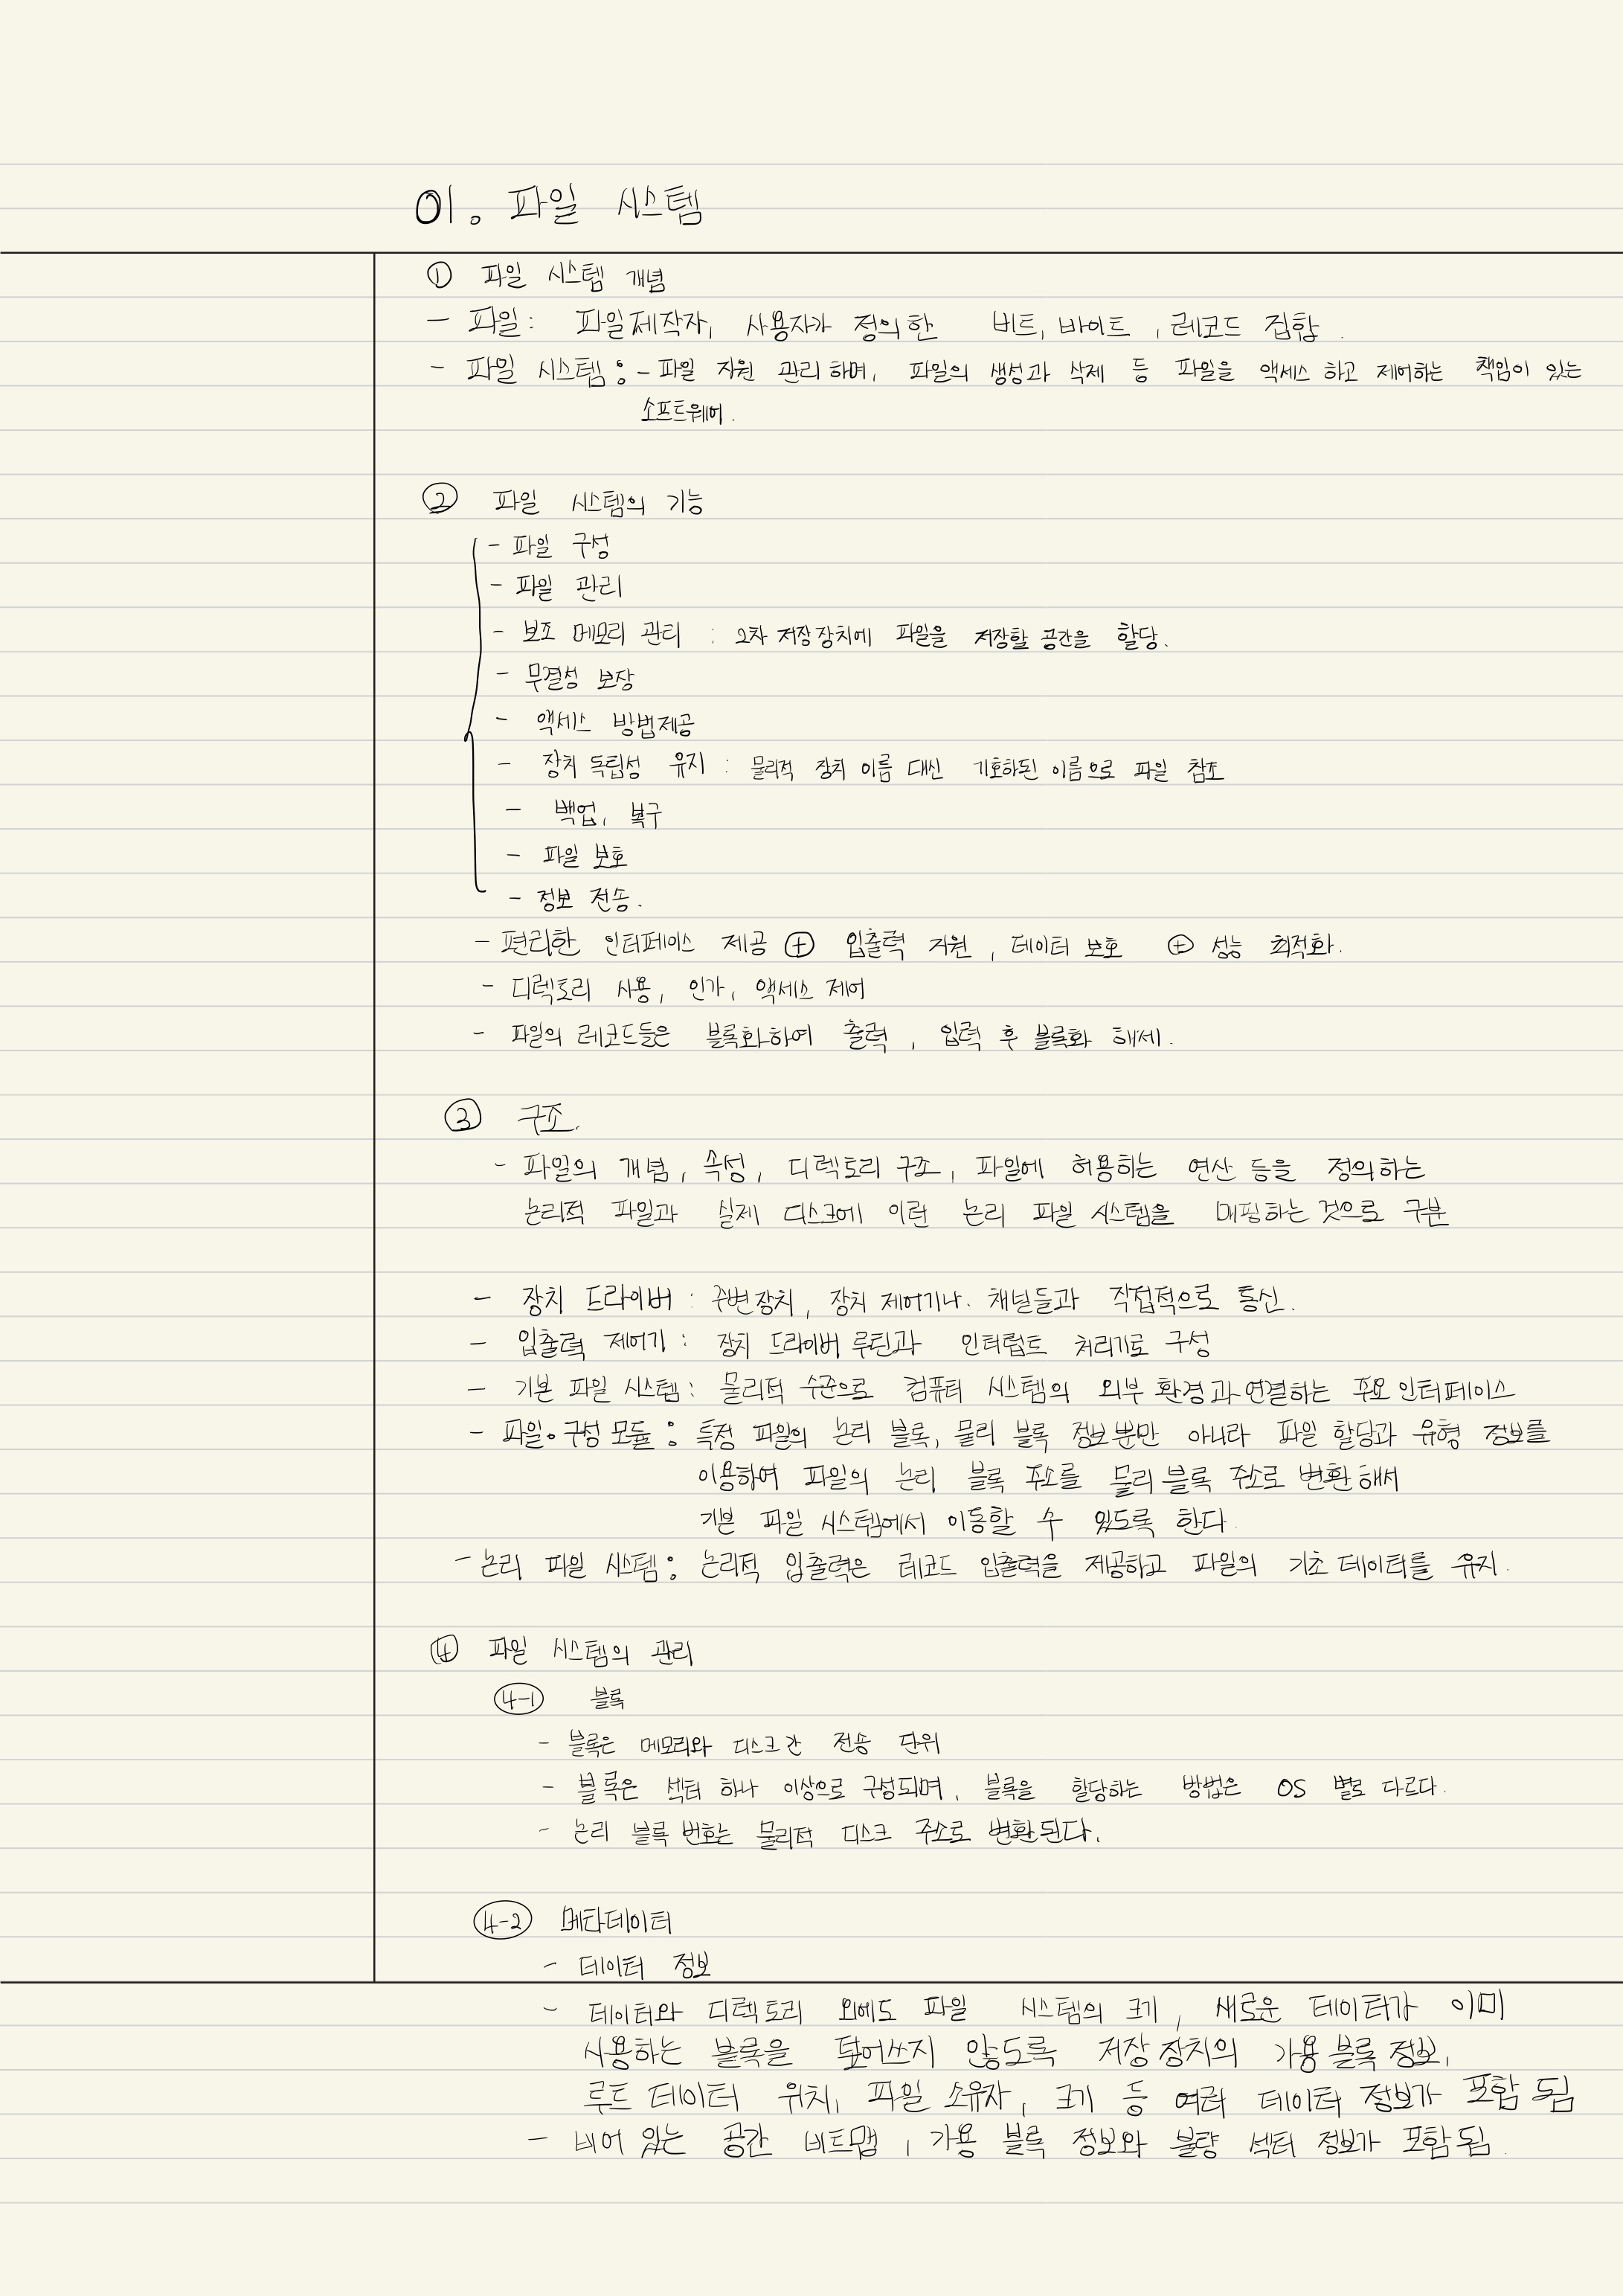 01. 파일 시스템
① 파일 시스템 개념
- 파일: 파일제작자, 사용자가 정의한 비트, 바이트, 레코드 집합.
- 파일 시스템 : - 파일 자원 관리하며, 파일의 생성과 삭제 등 파일을 액세스 하고 제어하는 책임이 있는
소프트웨어.
② 파일 시스템의 기능
- 파일 구성
- 파일 관리
- 보조 메모리 관리 : 2차 저장장치에 파일을 저장할 공간을 할당.
- 무결성 보장
- 액세스 방법제공
- 장치 독립성 유지 : 물리적 장치 이름 대신 기호화된 이름으로 파일 참조
- 백업, 복구
- 파일 보호
- 정보 전송.
- 편리한 인터페이스 제공 ⊕ 입출력 지원, 데이터 보호 ⊕ 성능 최적화.
- 디렉토리 사용, 인가, 액세스 제어
- 파일의 레코드들은 블록화하여 출력, 입력 후 블록화 해제.
③ 구조.
- 파일의 개념, 속성, 디렉토리 구조, 파일에 허용하는 연산 등을 정의하는
논리적 파일과 실제 디스크에 이런 논리 파일 시스템을 매핑하는 것으로 구분
- 장치 드라이버 : 주변장치, 장치 제어기나 채널들과 직접적으로 통신.
- 입출력 제어기 : 장치 드라이버 루틴과 인터럽트 처리기로 구성
- 기본 파일 시스템 : 물리적 수준으로 컴퓨터 시스템의 외부 환경과 연결하는 주요 인터페이스
- 파일.구성 모듈 : 특정 파일의 논리 블록, 물리 블록 정보뿐만 아니라 파일 할당과 유형 정보를
이용하여 파일의 논리 블록 주소를 물리 블록 주소로 변환해서
기본 파일 시스템에서 이동할 수 있도록 한다.
- 논리 파일 시스템 : 논리적 입출력은 레코드 입출력을 제공하고 파일의 기초 데이터를 유지.
④ 파일 시스템의 관리
4-1 블록
- 블록은 메모리와 디스크 간 전송 단위
- 블록은 섹터 하나 이상으로 구성되며, 블록을 할당하는 방법은 OS 별로 다르다.
- 논리 블록 번호는 물리적 디스크 주소로 변환된다.
4-2 메타데이터
- 데이터 정보
- 데이터와 디렉토리 외에도 파일 시스템의 크기, 새로운 데이터가 이미
사용하는 블록을 덮어쓰지 않도록 저장 장치의 가용 블록 정보,
루트 데이터 위치, 파일 소유자, 크기 등 여러 데이터 정보가 포함 됨
- 비어 있는 공간 비트맵, 가용 블록 정보와 불량 섹터 정보가 포함됨.